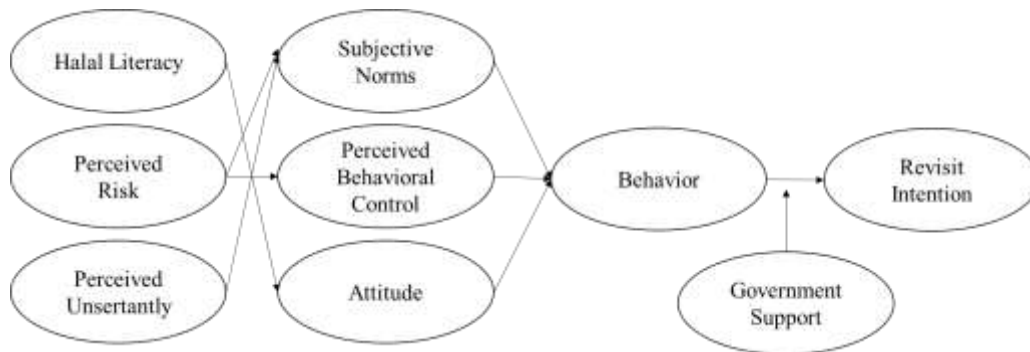 Halal Literacy
Perceived
Risk
Perceived
Unsertantly
Subjective
Norms
Perceived
Behavioral
Control
Attitude
Behavior
Revisit
Intention
Government
Support